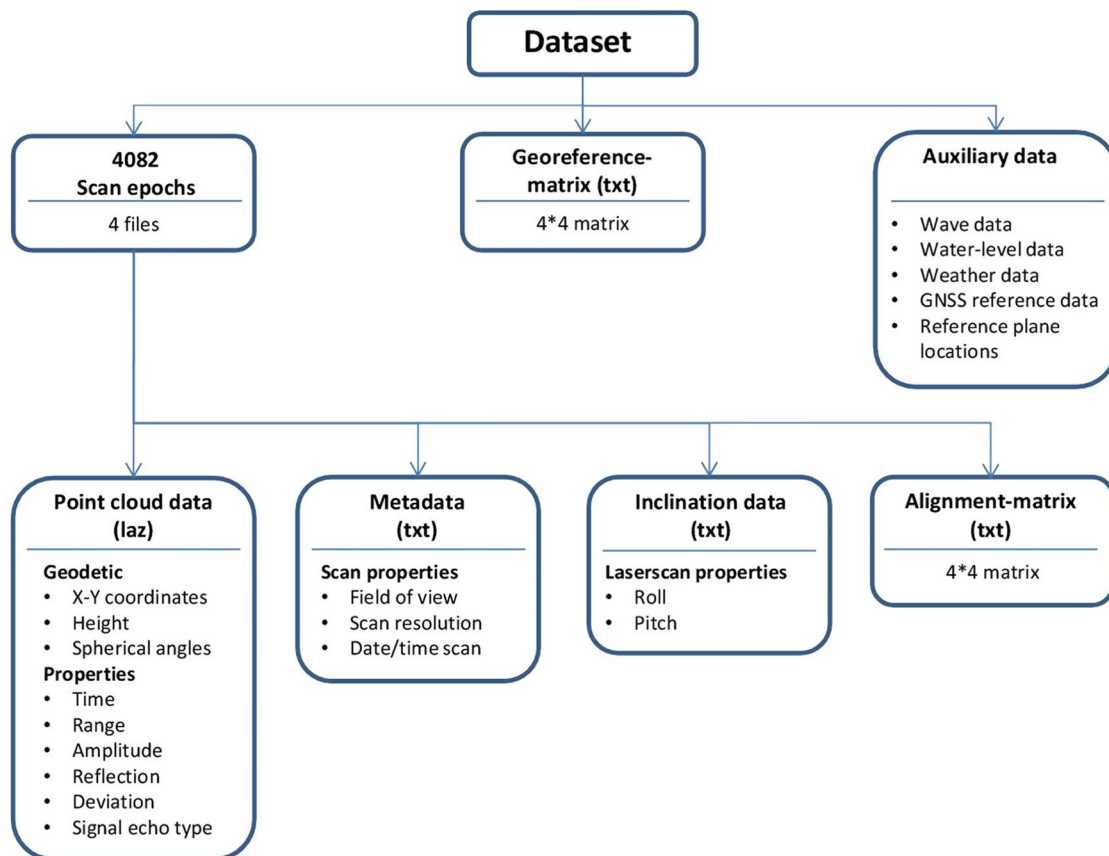 Dataset
4082
Scan epochs
4 files
Georeference-
matrix (txt)
4*4 matrix
Auxiliary data
• Wave data
• Water-level data
• Weather data
• GNSS reference data
• Reference plane
locations
Point cloud data
(laz)
Geodetic
• X-Y coordinates
• Height
• Spherical angles
Properties
• Time
• Range
• Amplitude
• Reflection
• Deviation
• Signal echo type
Metadata
(txt)
Scan properties
• Field of view
• Scan resolution
• Date/time scan
Inclination data
(txt)
Laserscan properties
• Roll
• Pitch
Alignment-matrix
(txt)
4*4 matrix